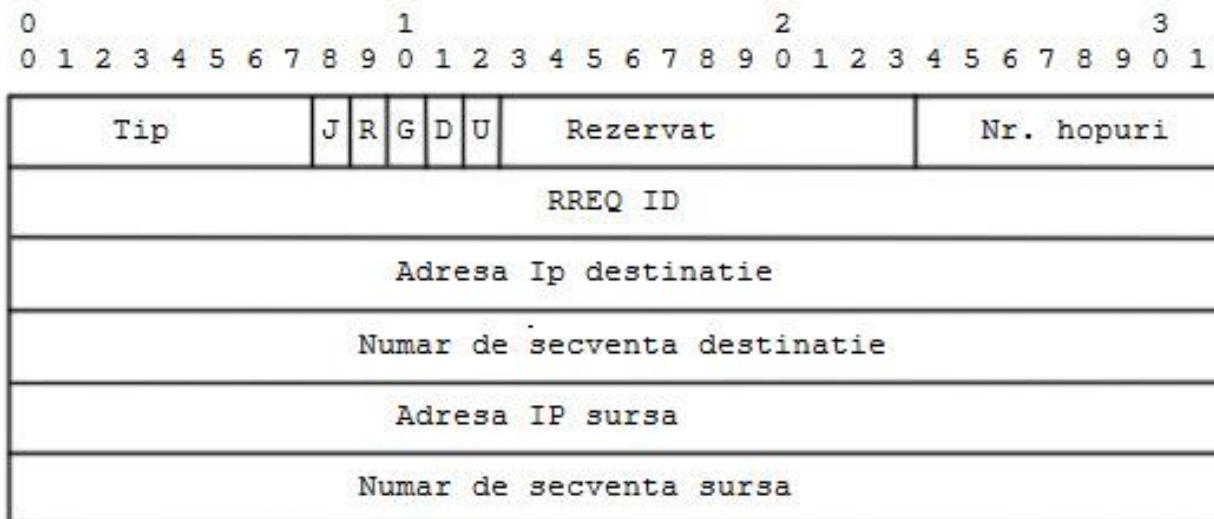 0 1 2 3
0 1 2 3 4 5 6 7 8 9 0 1 2 3 4 5 6 7 8 9 0 1 2 3 4 5 6 7 8 9 0 1
Tip J R G D U Rezervat Nr. hopuri
RREQ ID
Adresa Ip destinatie
Numar de secventa destinatie
Adresa IP sursa
Numar de secventa sursa